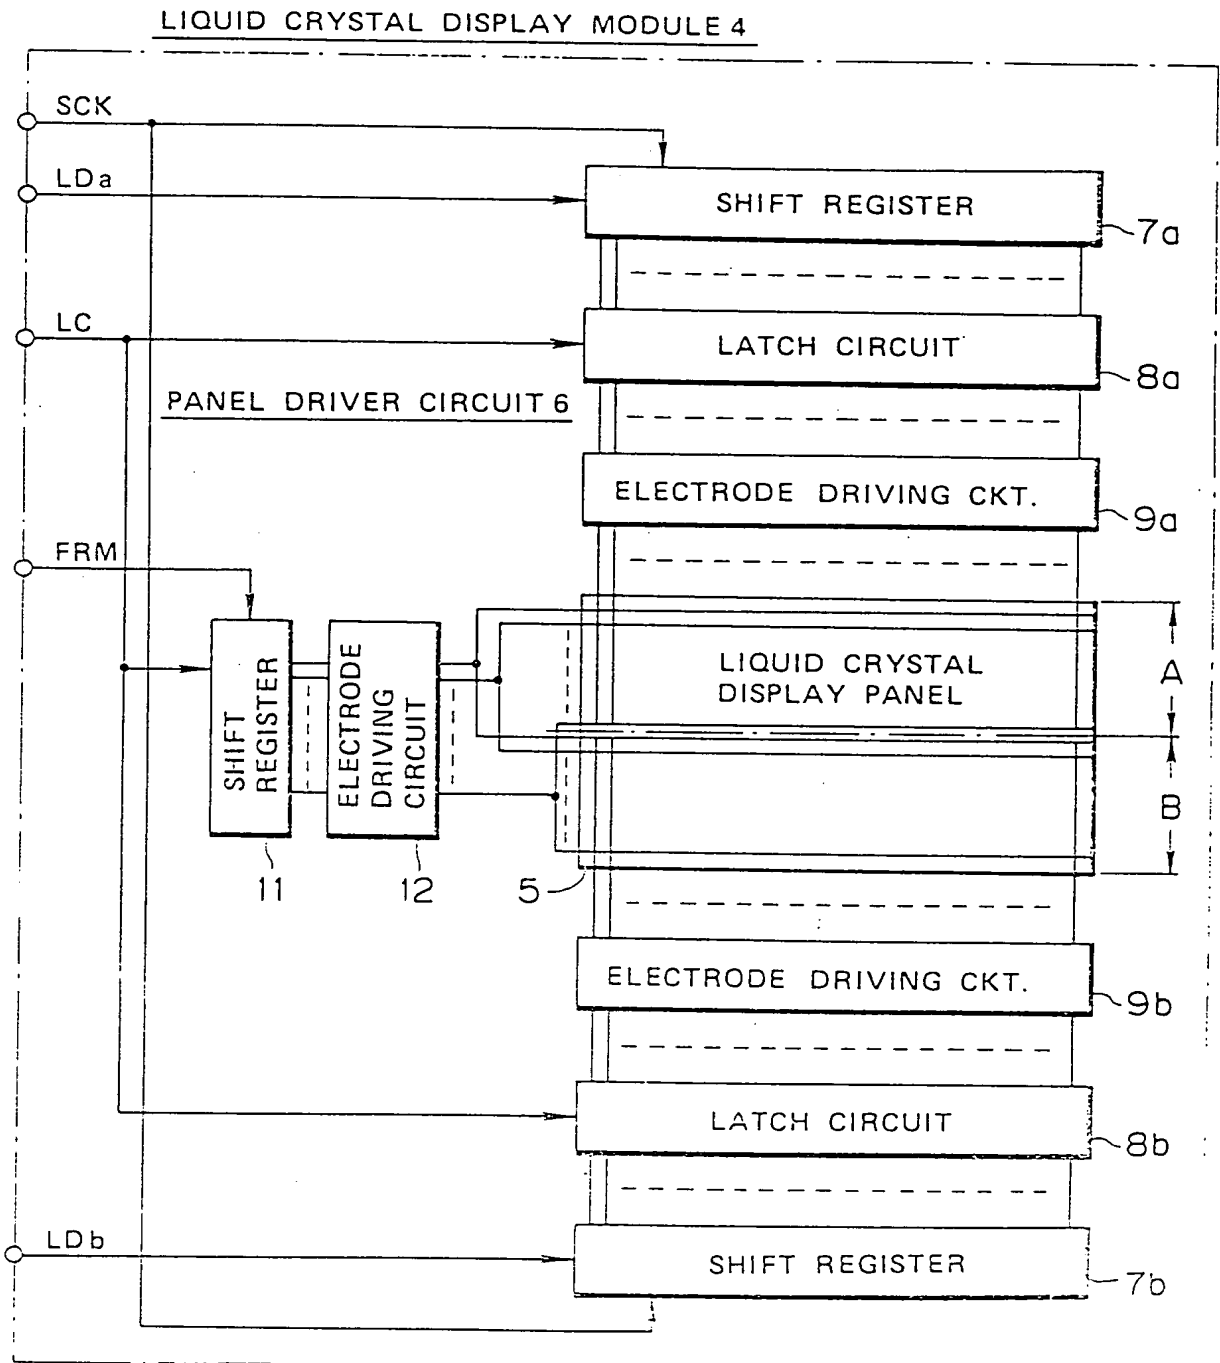 LIQUID CRYSTAL DISPLAY MODULE 4
SCK
LDa
SHIFT REGISTER
7a
LC
LATCH CIRCUIT
8a
PANEL DRIVER CIRCUIT 6
ELECTRODE DRIVING CKT.
9a
FRM
SHIFT
REGISTER
11
ELECTRODE
DRIVING
CIRCUIT
12
LIQUID CRYSTAL
DISPLAY PANEL
A
B
5
ELECTRODE DRIVING CKT.
9b
LATCH CIRCUIT
8b
LDb
SHIFT REGISTER
7b